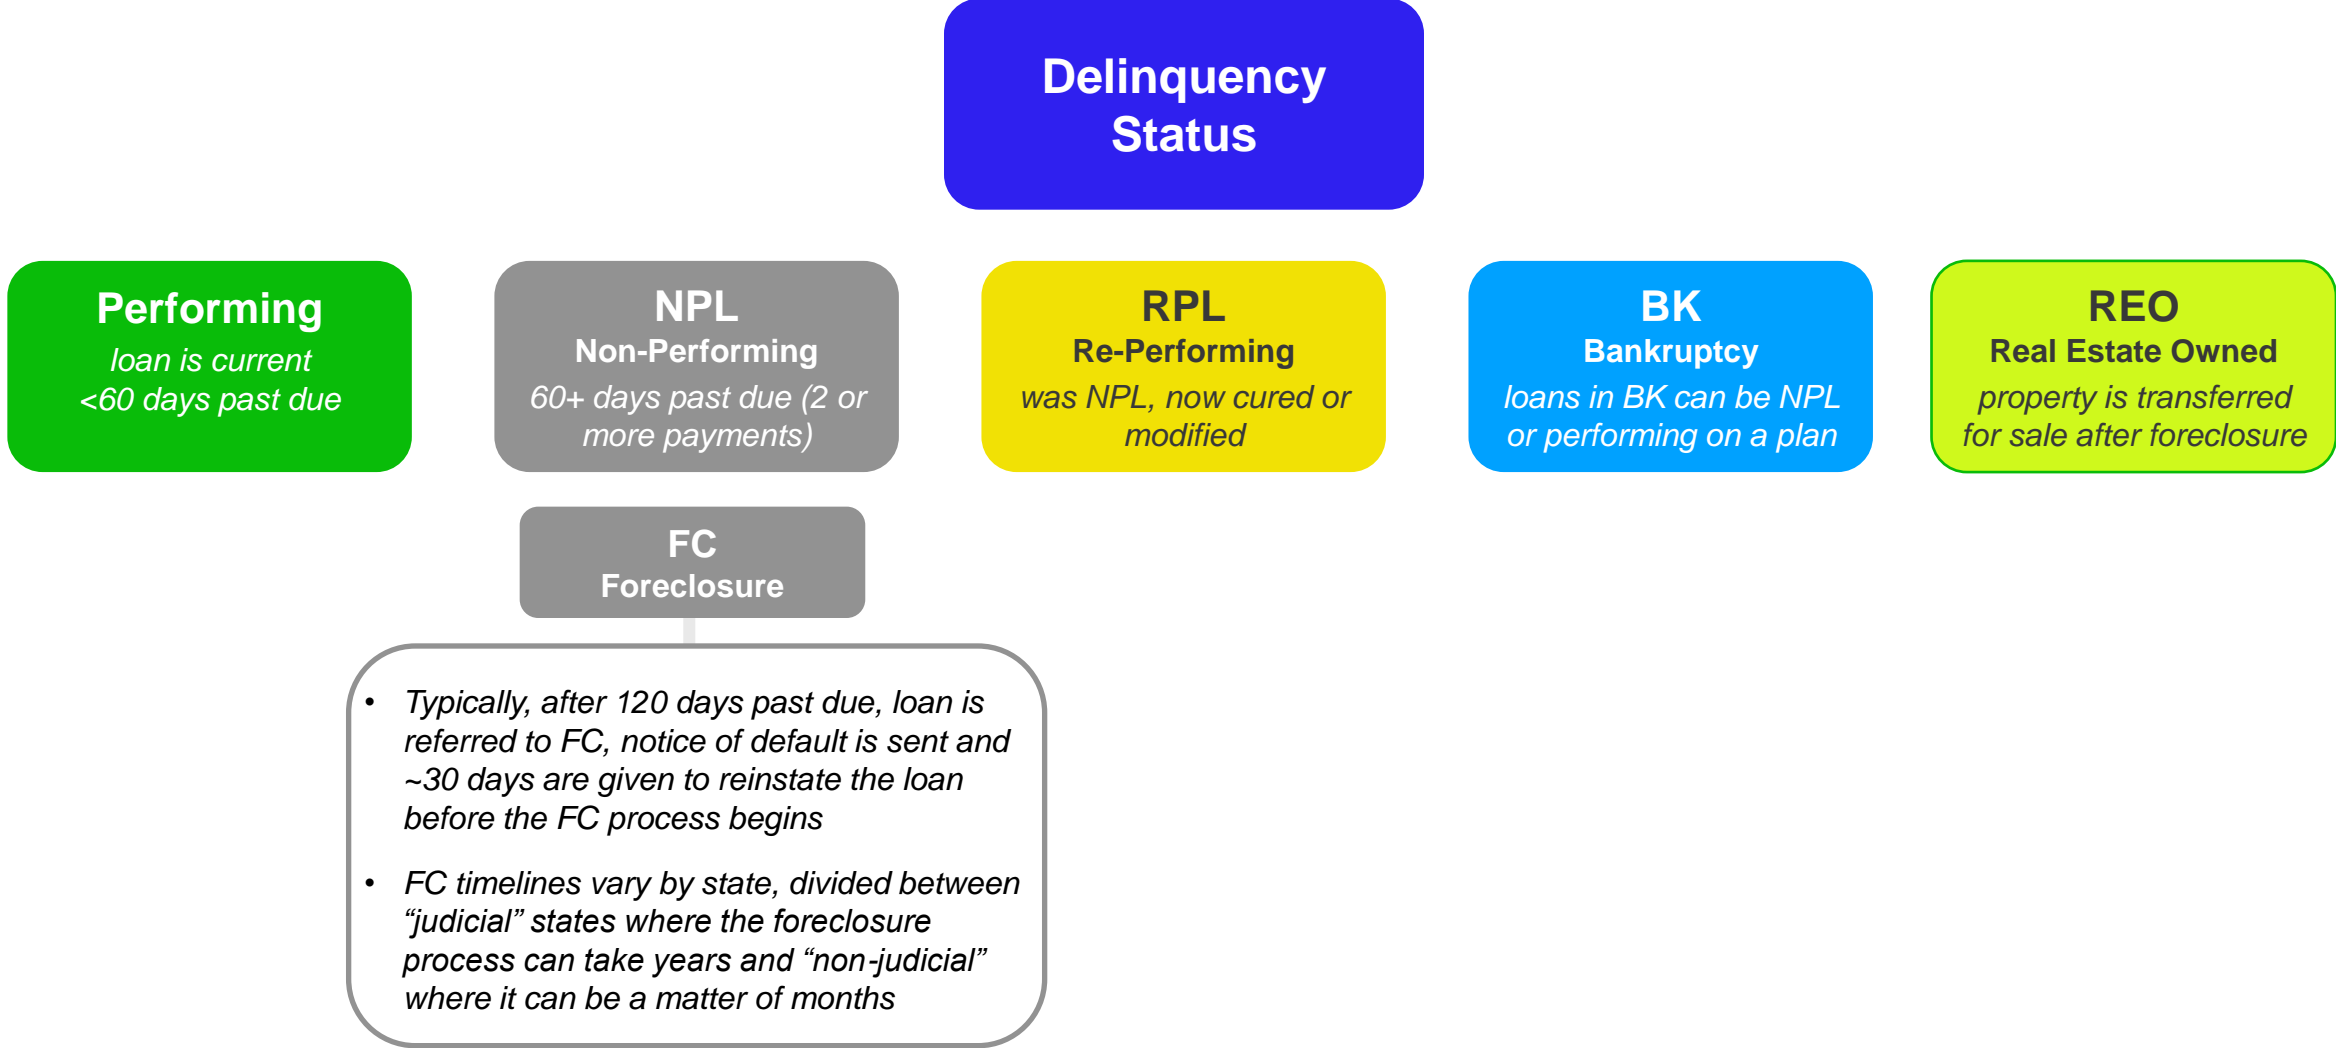 Delinquency
Status
Performing
loan is current
<60 days past due
NPL
Non-Performing
60+ days past due (2 or
more payments)
RPL
Re-Performing
was NPL, now cured or
modified
BK
Bankruptcy
loans in BK can be NPL
or performing on a plan
REO
Real Estate Owned
property is transferred
for sale after foreclosure
FC
Foreclosure
• Typically, after 120 days past due, loan is
referred to FC, notice of default is sent and
~30 days are given to reinstate the loan
before the FC process begins
• FC timelines vary by state, divided between
“judicial” states where the foreclosure
process can take years and “non-judicial”
where it can be a matter of months